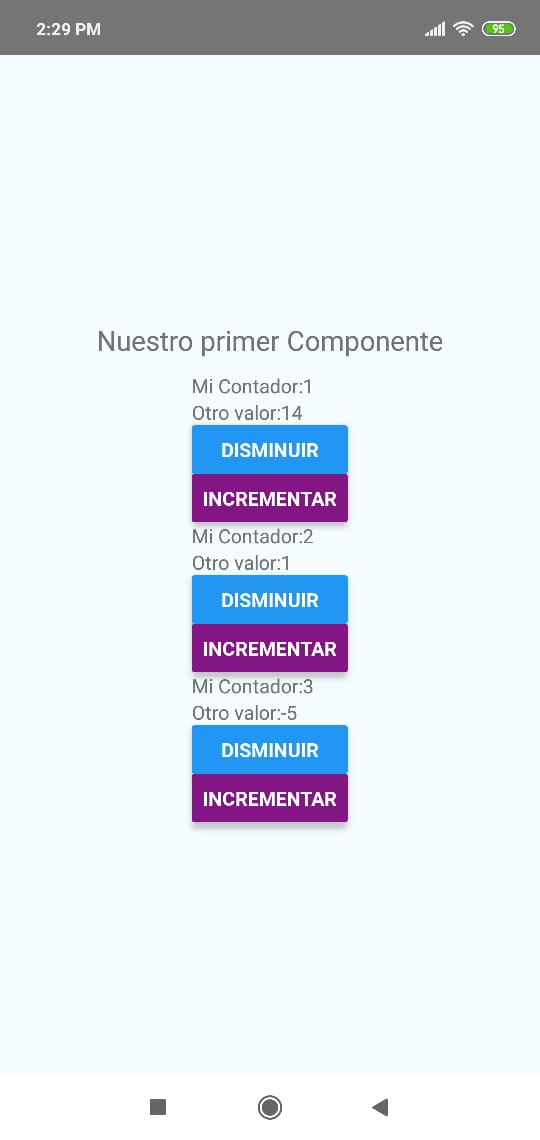 2:29 PM
95
Nuestro primer Componente
Mi Contador:1
Otro valor:14
DISMINUIR
INCREMENTAR
Mi Contador:2
Otro valor:1
DISMINUIR
INCREMENTAR
Mi Contador:3
Otro valor:-5
DISMINUIR
INCREMENTAR